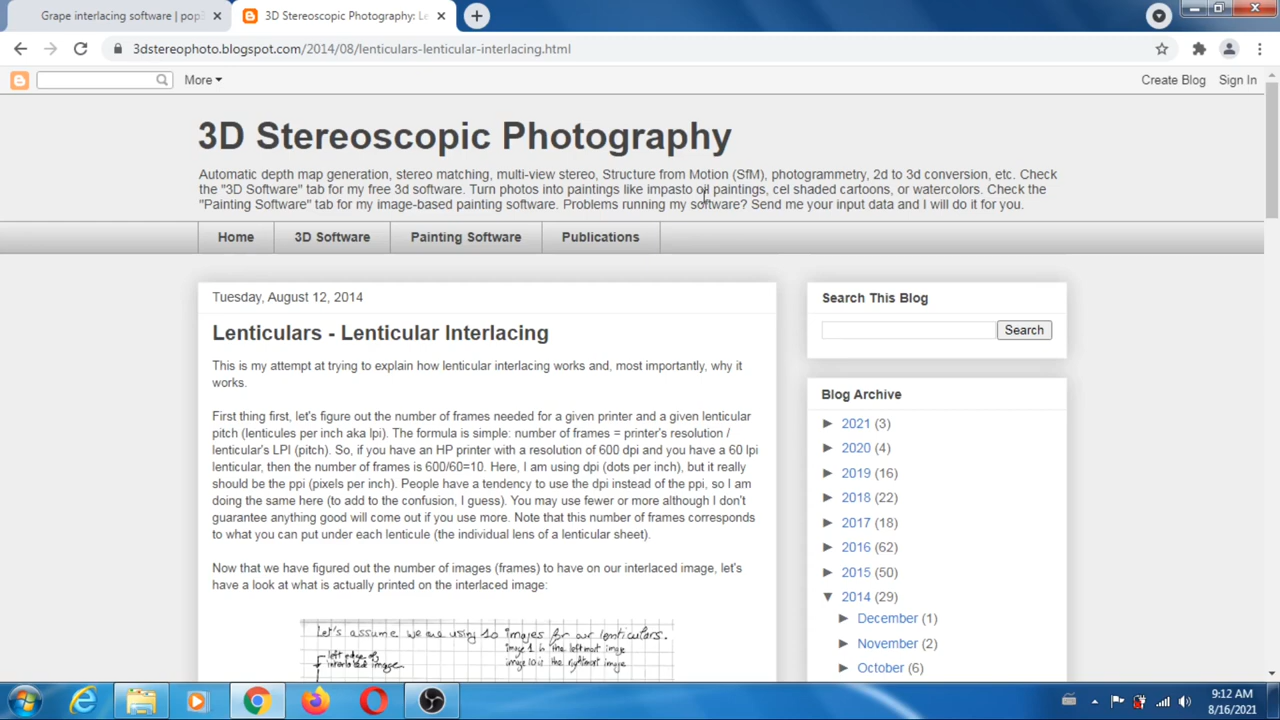 Grape interlacing software | pop
3D Stereoscopic Photography: Le
3dstereophoto.blogspot.com/2014/08/lenticulars-lenticular-interlacing.html
More
Create Blog Sign In
3D Stereoscopic Photography
Automatic depth map generation, stereo matching, multi-view stereo, Structure from Motion (SfM), photogrammetry, 2d to 3d conversion, etc. Check
the "3D Software" tab for my free 3d software. Turn photos into paintings like impasto oil paintings, cel shaded cartoons, or watercolors. Check the
"Painting Software" tab for my image-based painting software. Problems running my software? Send me your input data and I will do it for you.
Home 3D Software Painting Software Publications
Tuesday, August 12, 2014
Lenticulars - Lenticular Interlacing
This is my attempt at trying to explain how lenticular interlacing works and, most importantly, why it
works.
First thing first, let's figure out the number of frames needed for a given printer and a given lenticular
pitch (lenticules per inch aka lpi). The formula is simple: number of frames = printer's resolution /
lenticular's LPI (pitch). So, if you have an HP printer with a resolution of 600 dpi and you have a 60 lpi
lenticular, then the number of frames is 600/60=10. Here, I am using dpi (dots per inch), but it really
should be the ppi (pixels per inch). People have a tendency to use the dpi instead of the ppi, so I am
doing the same here (to add to the confusion, I guess). You may use fewer or more although I don't
guarantee anything good will come out if you use more. Note that this number of frames corresponds
to what you can put under each lenticule (the individual lens of a lenticular sheet).
Now that we have figured out the number of images (frames) to have on our interlaced image, let's
have a look at what is actually printed on the interlaced image:
Let's assume we are using 10 images for our lenticulars.
image 1 is the leftmost image
image 10 is the rightmost image
left edge of
interlaced image
Search This Blog
Search
Blog Archive
► 2021 (3)
► 2020 (4)
► 2019 (16)
► 2018 (22)
► 2017 (18)
► 2016 (62)
► 2015 (50)
▼ 2014 (29)
► December (1)
► November (2)
► October (6)
9:12 AM
8/16/2021